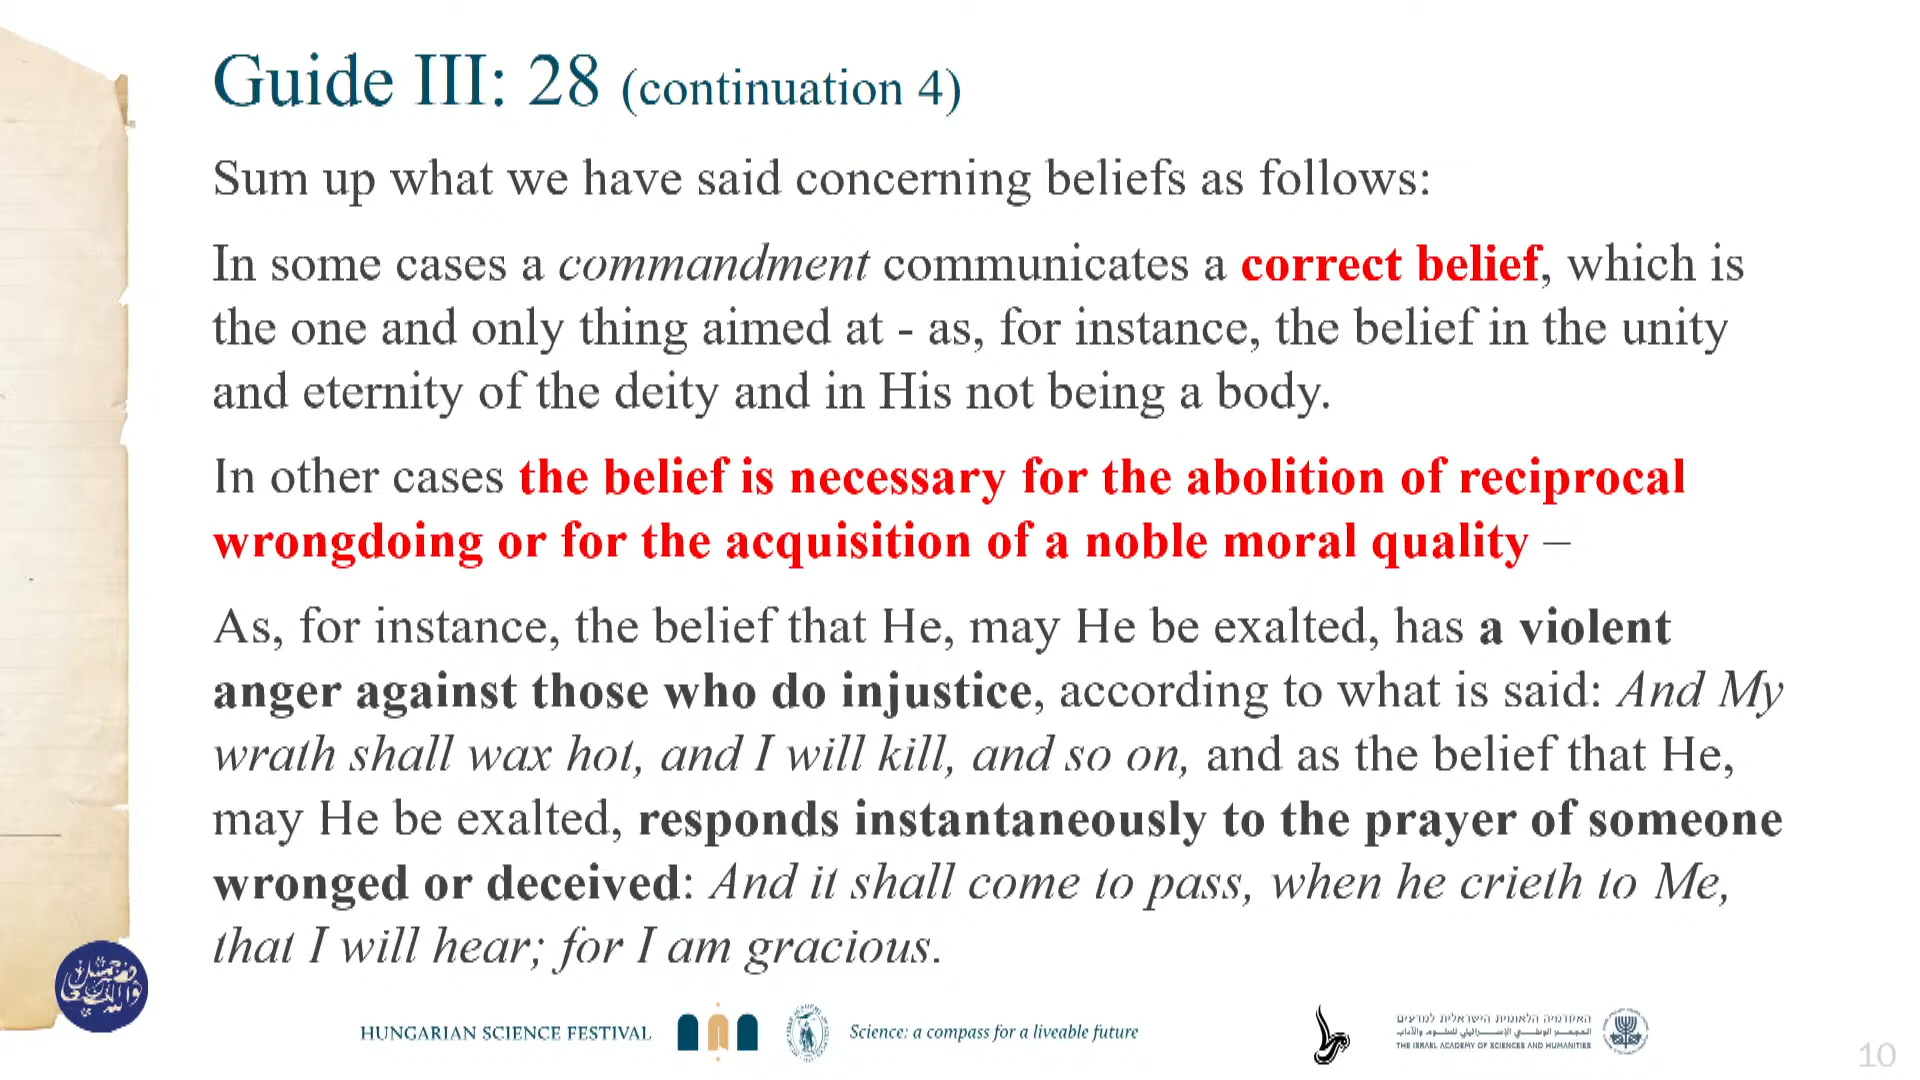 Guide III: 28 (continuation 4)
Sum up what we have said concerning beliefs as follows:
In some cases a commandment communicates a correct belief, which is
the one and only thing aimed at - as, for instance, the belief in the unity
and eternity of the deity and in His not being a body.
In other cases the belief is necessary for the abolition of reciprocal
wrongdoing or for the acquisition of a noble moral quality –
As, for instance, the belief that He, may He be exalted, has a violent
anger against those who do injustice, according to what is said: And My
wrath shall wax hot, and I will kill, and so on, and as the belief that He,
may He be exalted, responds instantaneously to the prayer of someone
wronged or deceived: And it shall come to pass, when he crieth to Me,
that I will hear; for I am gracious.
HUNGARIAN SCIENCE FESTIVAL
Science: a compass for a liveable future
האקדמיה הלאומית הישראלית למדעים
THE ISRAEL ACADEMY OF SCIENCES AND HUMANITIES
10